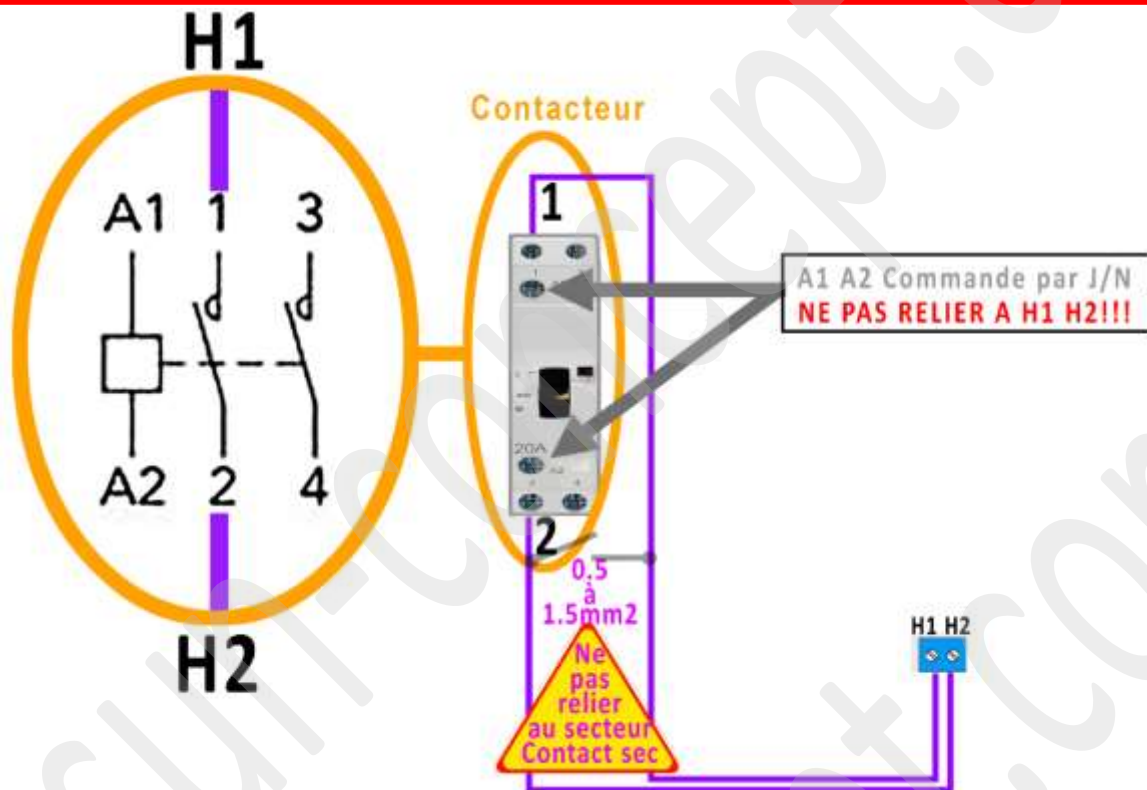 H1
Contacteur
A1 1 3
1
A1 A2 Commande par J/N
NE PAS RELIER A H1 H2!!!
20A
A2 2 4
2
0.5
à
1.5mm2
H1 H2
H2
Ne
pas
relier
au secteur
Contact sec